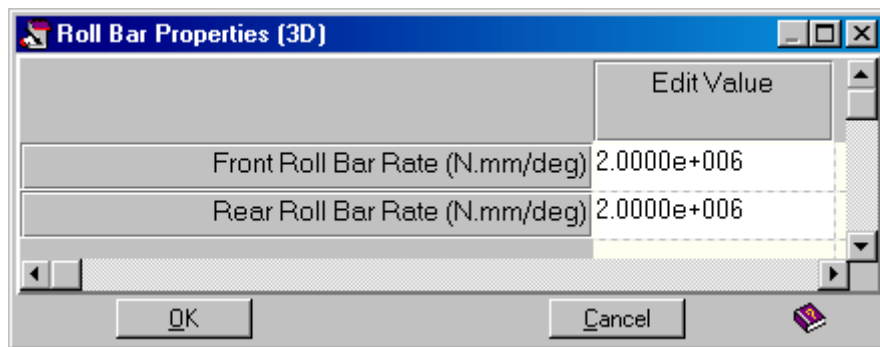 Roll Bar Properties (3D)
Edit Value
Front Roll Bar Rate (N.mm/deg) 2.0000e+006
Rear Roll Bar Rate (N.mm/deg) 2.0000e+006
OK Cancel